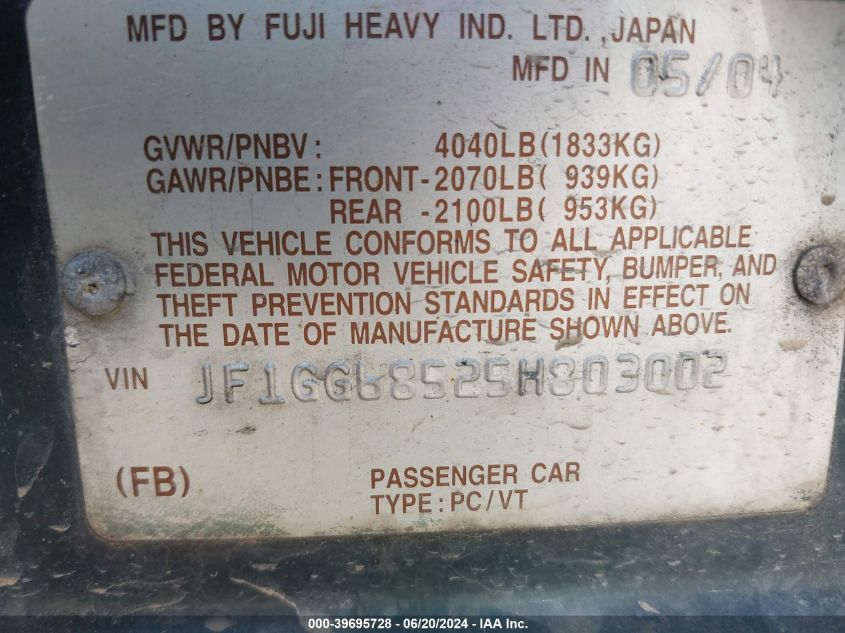 MFD BY FUJI HEAVY IND. LTD., JAPAN
MFD IN 05/04
GVWR/PNBV: 4040LB(1833KG)
GAWR/PNBE: FRONT-2070LB( 939KG)
REAR -2100LB( 953KG)
THIS VEHICLE CONFORMS TO ALL APPLICABLE
FEDERAL MOTOR VEHICLE SAFETY, BUMPER, AND
THEFT PREVENTION STANDARDS IN EFFECT ON
THE DATE OF MANUFACTURE SHOWN ABOVE.
VIN JF1GG68525H803002
(FB) PASSENGER CAR
TYPE: PC/VT
000-39695728 - 06/20/2024 - IAA Inc.